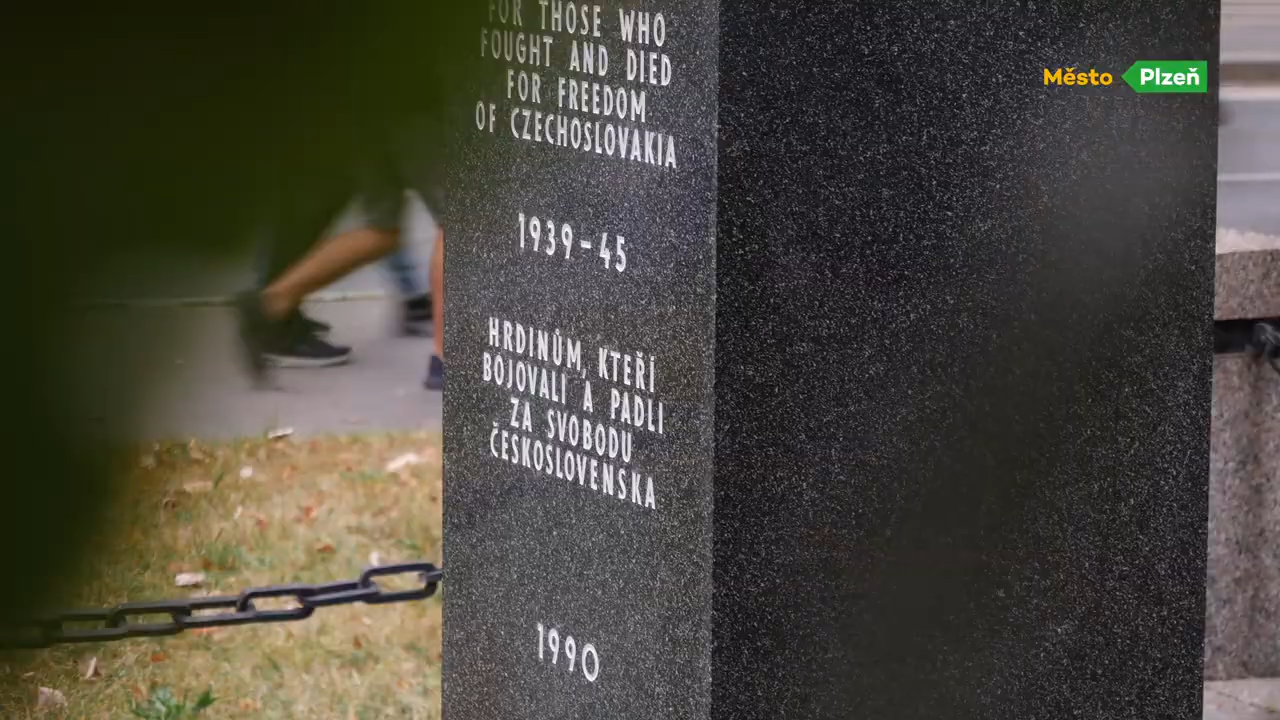 FOR THOSE WHO
FOUGHT AND DIED
FOR FREEDOM
OF CZECHOSLOVAKIA
1939-45
HRDINŮM, KTEŘÍ
BOJOVALI A PADLI
ZA SVOBODU
ČESKOSLOVENSKA
1990
Město Plzeň